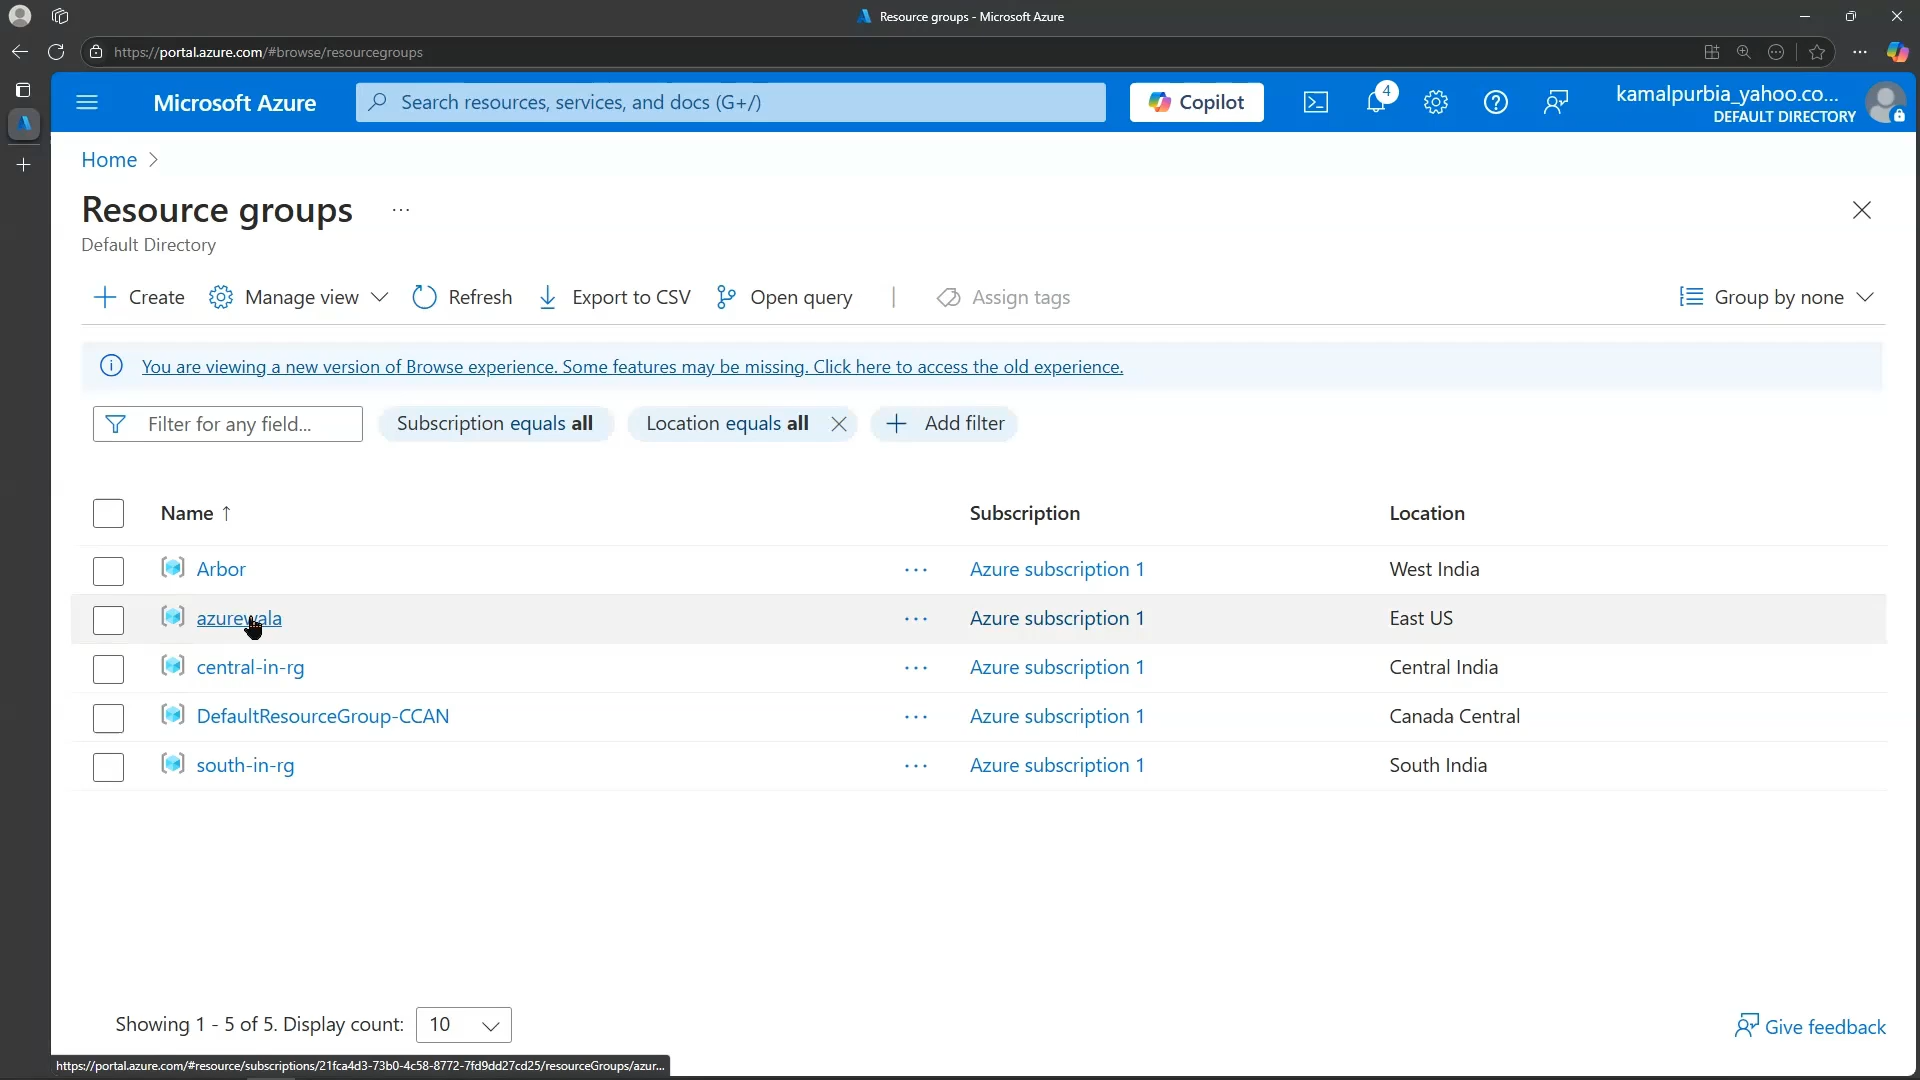 Resource groups - Microsoft Azure
https://portal.azure.com/#browse/resourcegroups
Microsoft Azure
Search resources, services, and docs (G+/)
Copilot
4
kamalpurbia_yahoo.co...
DEFAULT DIRECTORY
Home
Resource groups ...
Default Directory
Create Manage view Refresh Export to CSV Open query | Assign tags Group by none
You are viewing a new version of Browse experience. Some features may be missing. Click here to access the old experience.
Filter for any field... Subscription equals all Location equals all Add filter
Name ↑ Subscription Location
Arbor ... Azure subscription 1 West India
azurewala ... Azure subscription 1 East US
central-in-rg ... Azure subscription 1 Central India
DefaultResourceGroup-CCAN ... Azure subscription 1 Canada Central
south-in-rg ... Azure subscription 1 South India
Showing 1 - 5 of 5. Display count: 10
Give feedback
https://portal.azure.com/#resource/subscriptions/21fca4d3-73b0-4c58-8772-7fd9dd27cd25/resourceGroups/azur...